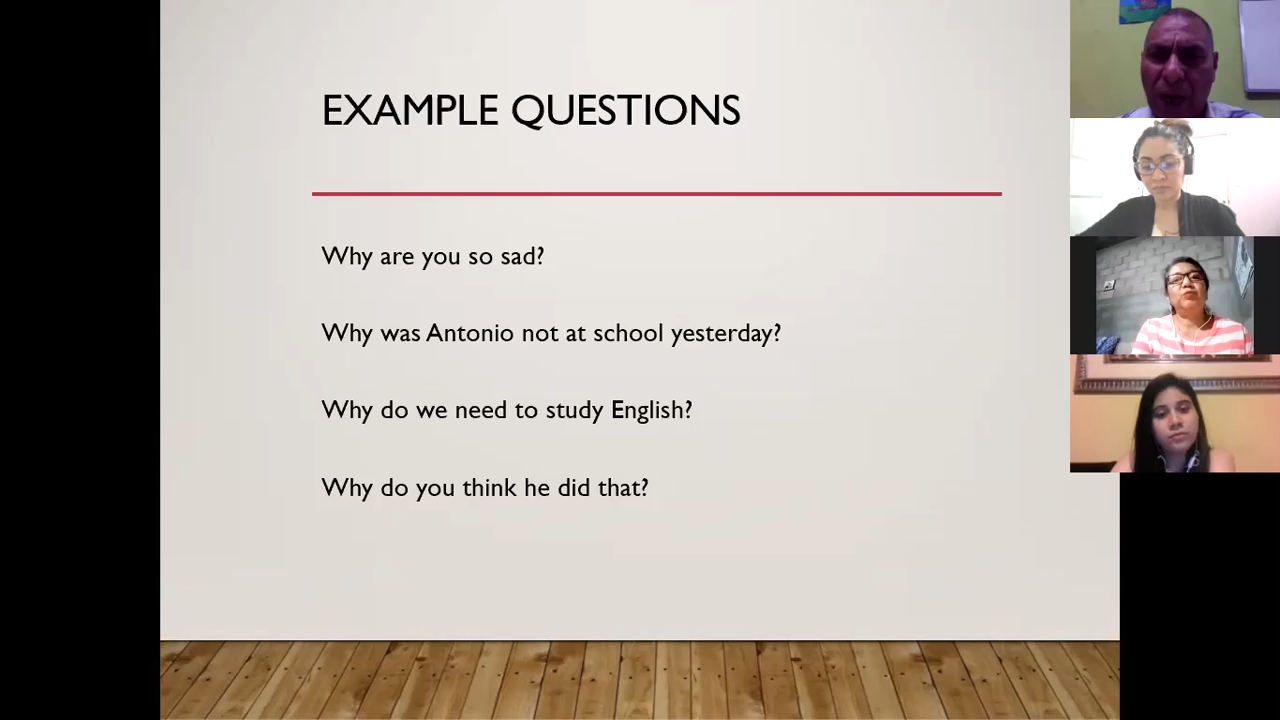 EXAMPLE QUESTIONS
Why are you so sad?
Why was Antonio not at school yesterday?
Why do we need to study English?
Why do you think he did that?